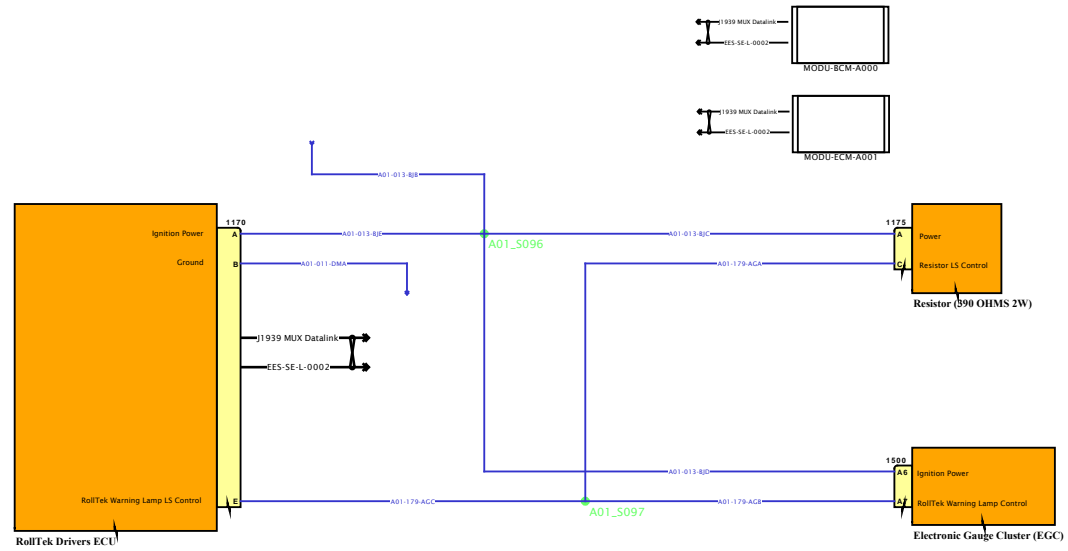 J1939 MUX Datalink
EES-SE-L-0002
MODU-BCM-A000
J1939 MUX Datalink
EES-SE-L-0002
MODU-ECM-A001
A01-013-BJB
1170
1175
Ignition Power
A
A01-013-BJE
A01_S096
A01-013-BJC
A
Power
Ground
B
A01-011-DMA
A01-179-AGA
C
Resistor LS Control
Resistor (390 OHMS 2W)
J1939 MUX Datalink
EES-SE-L-0002
1500
A01-013-BJD
A6
Ignition Power
RollTek Warning Lamp LS Control
E
A01-179-AGC
A01_S097
A01-179-AGB
RollTek Warning Lamp Control
RollTek Drivers ECU
Electronic Gauge Cluster (EGC)